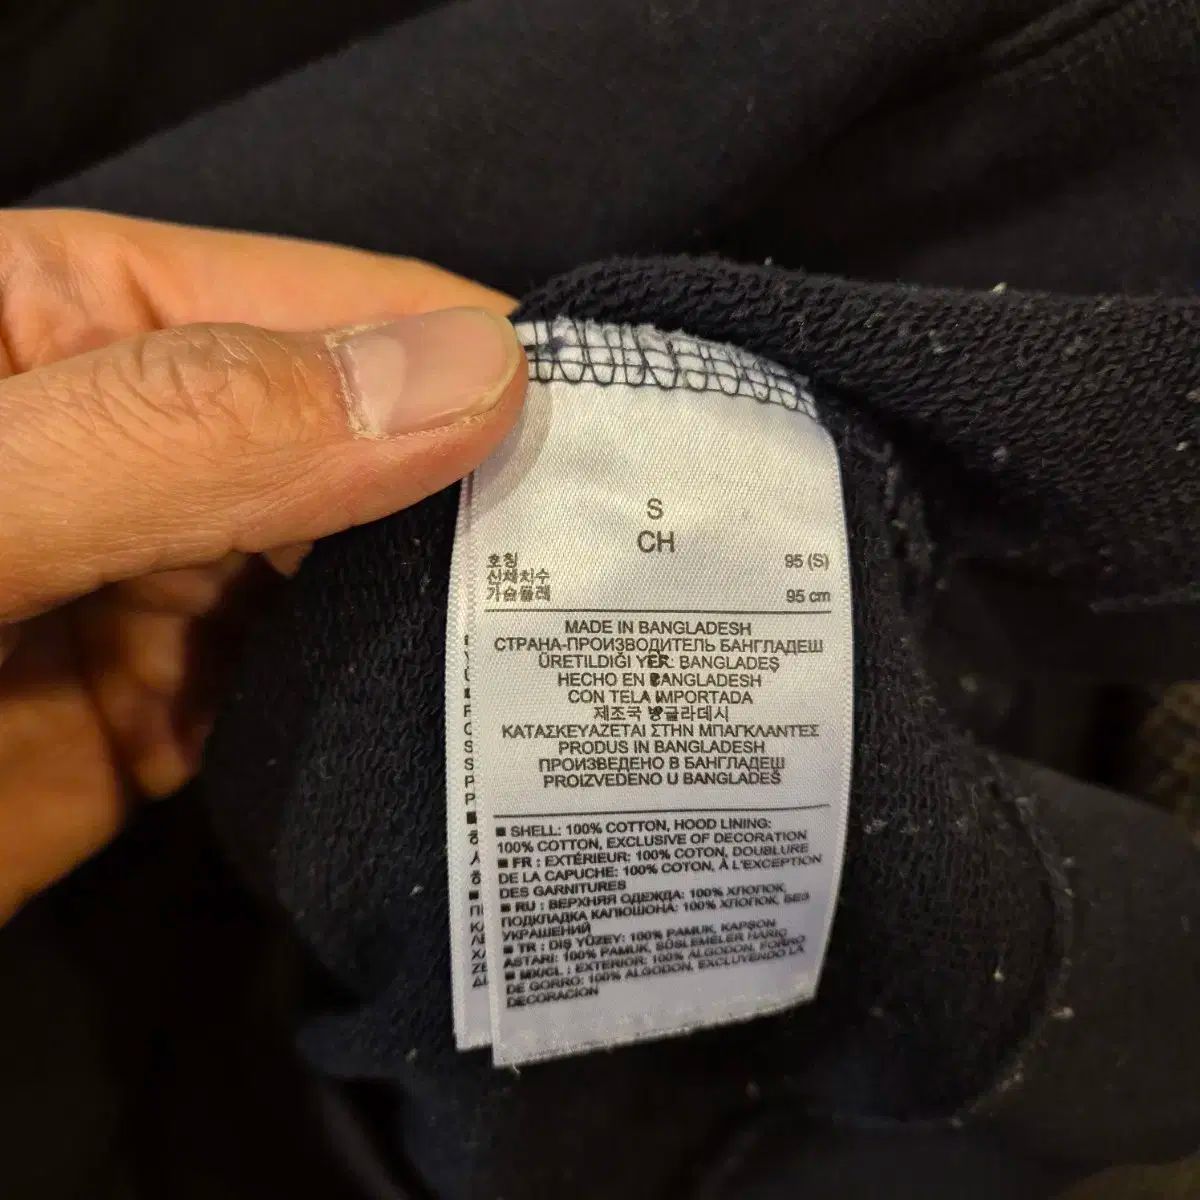 S
CH
호칭 95 (S)
신체치수
가슴둘레 95 cm
MADE IN BANGLADESH
СТРАНА-ПРОИЗВОДИТЕЛЬ БАНГЛАДЕШ
ÜRETILDIĞI YER: BANGLADEŞ
HECHO EN BANGLADESH
CON TELA IMPORTADA
제조국 방글라데시
ΚΑΤΑΣΚΕΥΑΖΕΤΑΙ ΣΤΗΝ ΜΠΑΓΚΛΑΝΤΕΣ
PRODUS IN BANGLADESH
ПРОИЗВЕДЕНО В БАНГЛАДЕШ
PROIZVEDENO U BANGLADEŠ
■ SHELL: 100% COTTON, HOOD LINING:
100% COTTON, EXCLUSIVE OF DECORATION
■ FR : EXTÉRIEUR: 100% COTON, DOUBLURE
DE LA CAPUCHE: 100% COTON, À L'EXCEPTION
DES GARNITURES
■ RU : ВЕРХНЯЯ ОДЕЖДА: 100% ХЛОПОК,
ПОДКЛАДКА КАПЮШОНА: 100% ХЛОПОК, БЕЗ
УКРАШЕНИЙ
■ TR : DIŞ YÜZEY: 100% PAMUK, KAPŞON
ASTARI: 100% PAMUK, SÜSLEMELER HARIÇ
■ MX/CL : EXTERIOR: 100% ALGODON, FORRO
DE GORRO: 100% ALGODON, EXCLUYENDO LA
DECORACION